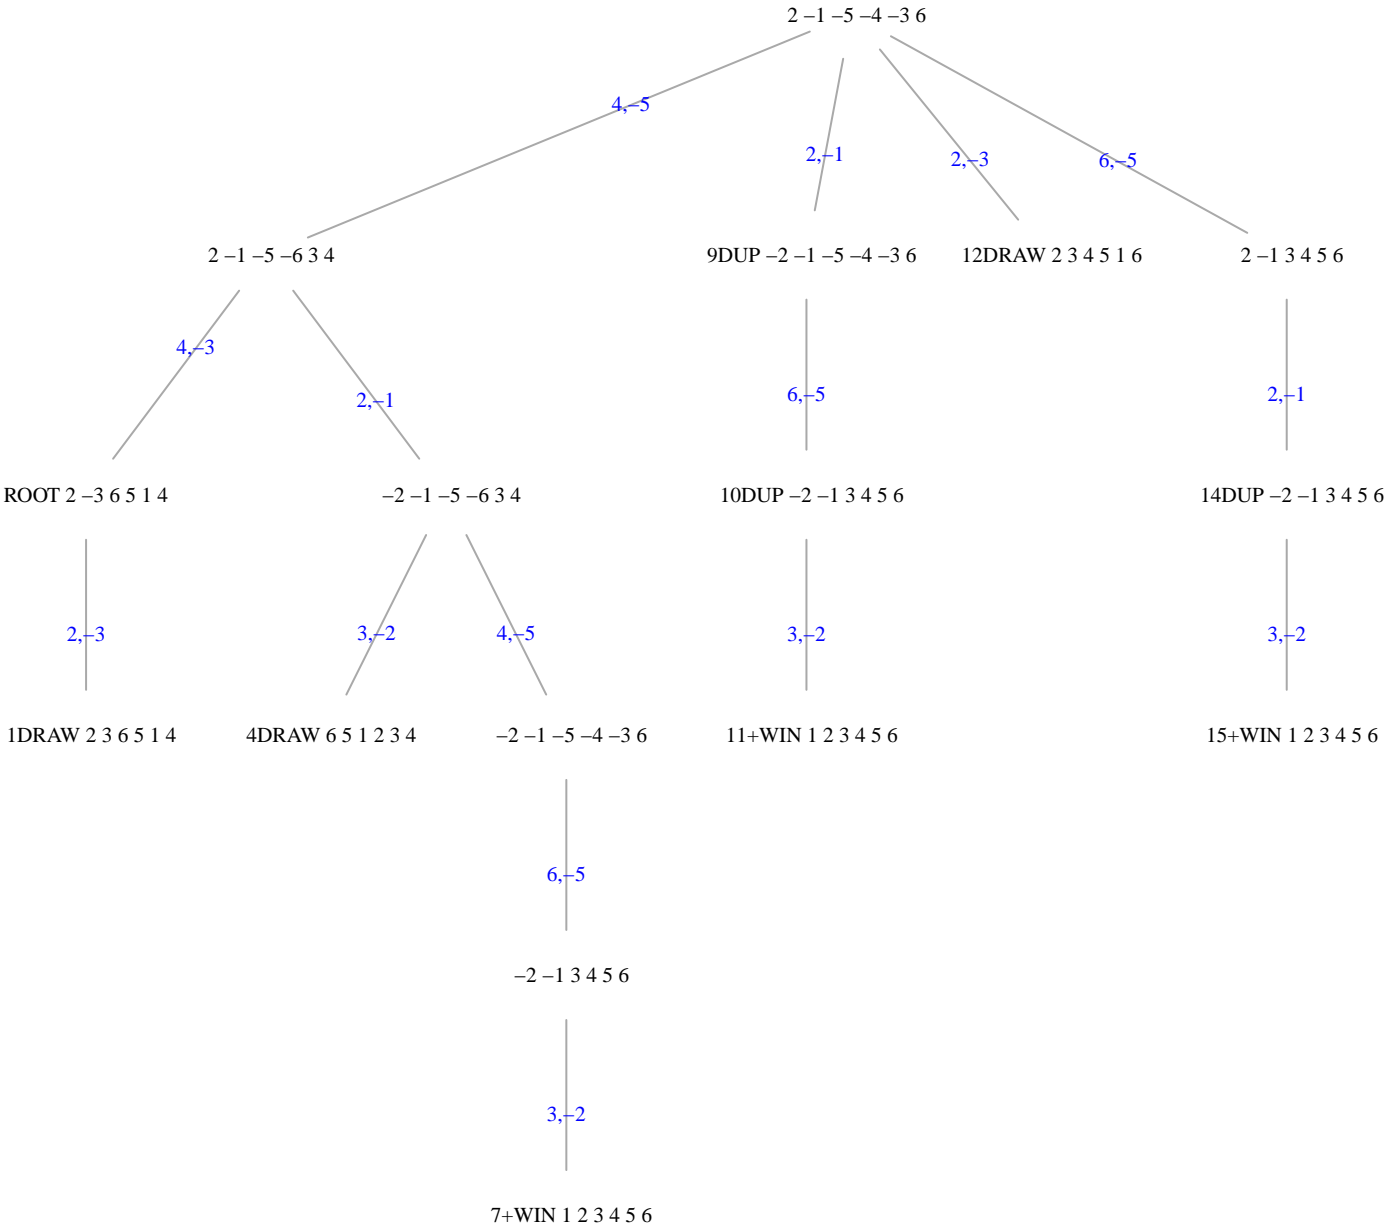 2 –1 –5 –4 –3 6
4,–5
2,–1
2,–3
6,–5
2 –1 –5 –6 3 4
9DUP –2 –1 –5 –4 –3 6
12DRAW 2 3 4 5 1 6
2 –1 3 4 5 6
4,–3
2,–1
6,–5
2,–1
ROOT 2 –3 6 5 1 4
–2 –1 –5 –6 3 4
10DUP –2 –1 3 4 5 6
14DUP –2 –1 3 4 5 6
2,–3
3,–2
4,–5
3,–2
3,–2
1DRAW 2 3 6 5 1 4
4DRAW 6 5 1 2 3 4
–2 –1 –5 –4 –3 6
11+WIN 1 2 3 4 5 6
15+WIN 1 2 3 4 5 6
6,–5
–2 –1 3 4 5 6
3,–2
7+WIN 1 2 3 4 5 6